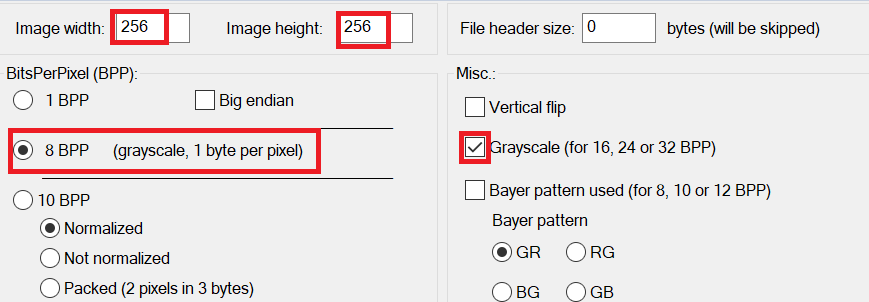 Image width: 256 Image height: 256 File header size: 0 bytes (will be skipped)
BitsPerPixel (BPP):
1 BPP Big endian
8 BPP (grayscale, 1 byte per pixel)
10 BPP
Normalized
Not normalized
Packed (2 pixels in 3 bytes)
Misc.:
Vertical flip
Grayscale (for 16, 24 or 32 BPP)
Bayer pattern used (for 8, 10 or 12 BPP)
Bayer pattern
GR RG
BG GB